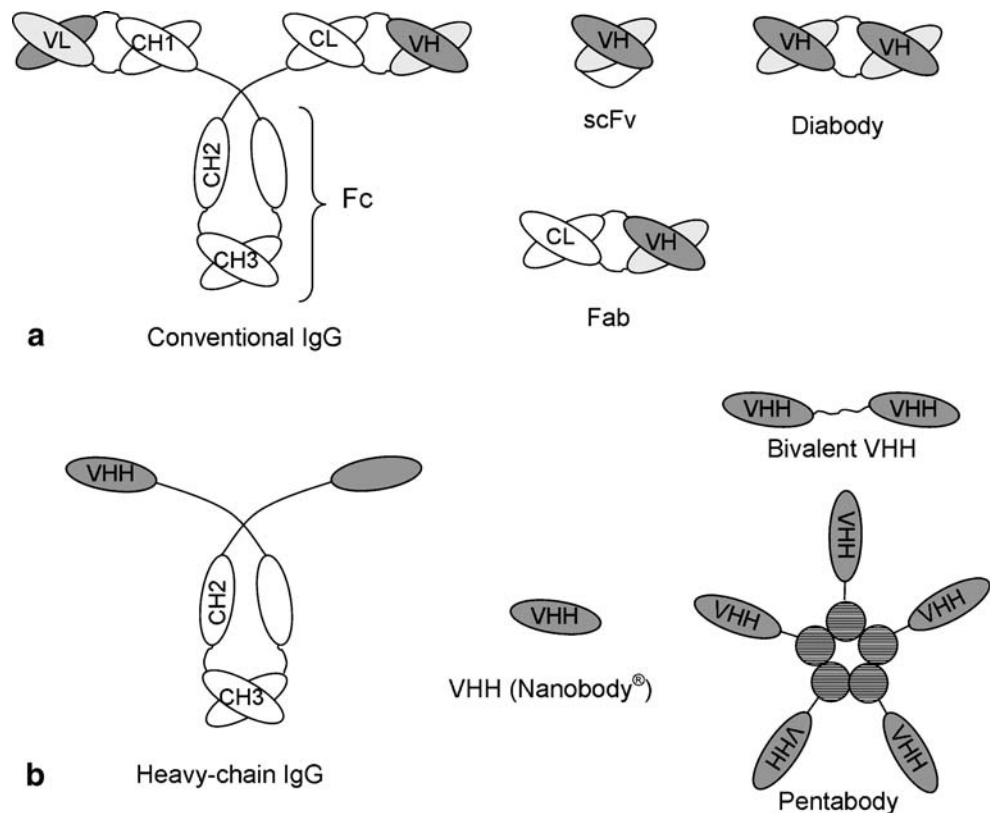 VL
CH1
CL
VH
CH2
Fc
CH3
a
Conventional IgG
VH
scFv
VH
VH
Diabody
CL
VH
Fab
VHH
VHH
Bivalent VHH
VHH
CH2
CH3
b
Heavy-chain IgG
VHH
VHH (Nanobody®)
VHH
VHH
VHH
VHH
VHH
Pentabody